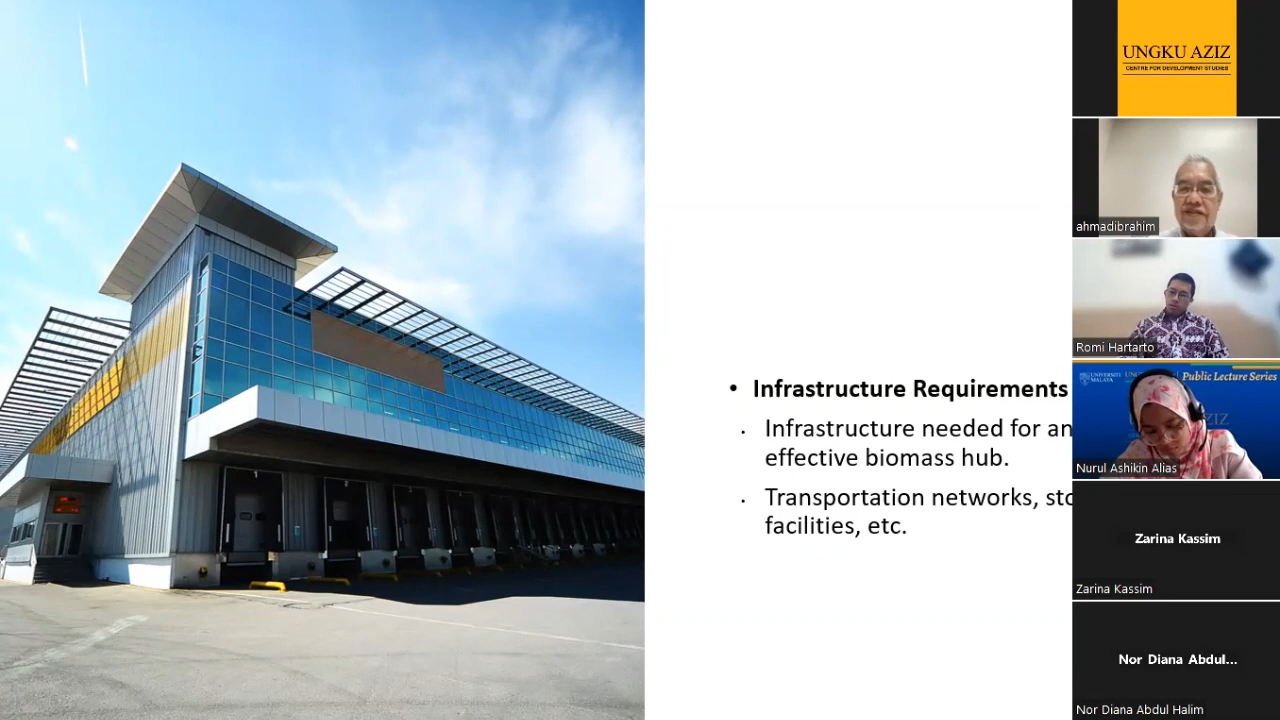 • Infrastructure Requirements
. Infrastructure needed for an
effective biomass hub.
. Transportation networks, sto
facilities, etc.
UNGKU AZIZ
CENTRE FOR DEVELOPMENT STUDIES
ahmadibrahim
Romi Hartarto
UNIVERSITI
MALAYA
Public Lecture Series
Nurul Ashikin Alias
Zarina Kassim
Zarina Kassim
Nor Diana Abdul...
Nor Diana Abdul Halim